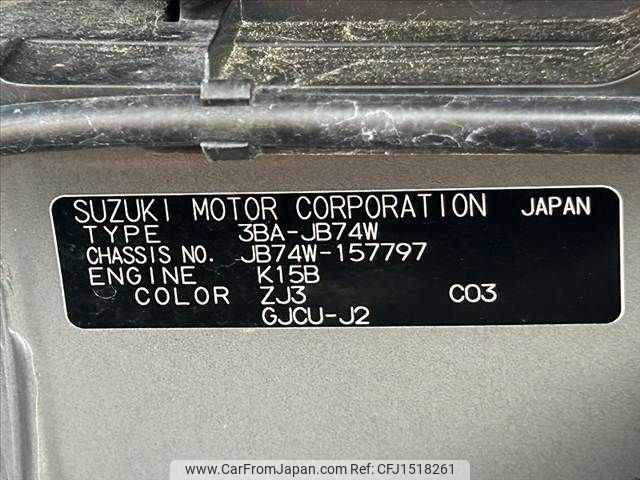 SUZUKI MOTOR CORPORATION JAPAN
TYPE 3BA-JB74W
CHASSIS NO. JB74W-157797
ENGINE K15B
COLOR ZJ3 C03
GJCU-J2
www.CarFromJapan.com - CFJ1518261